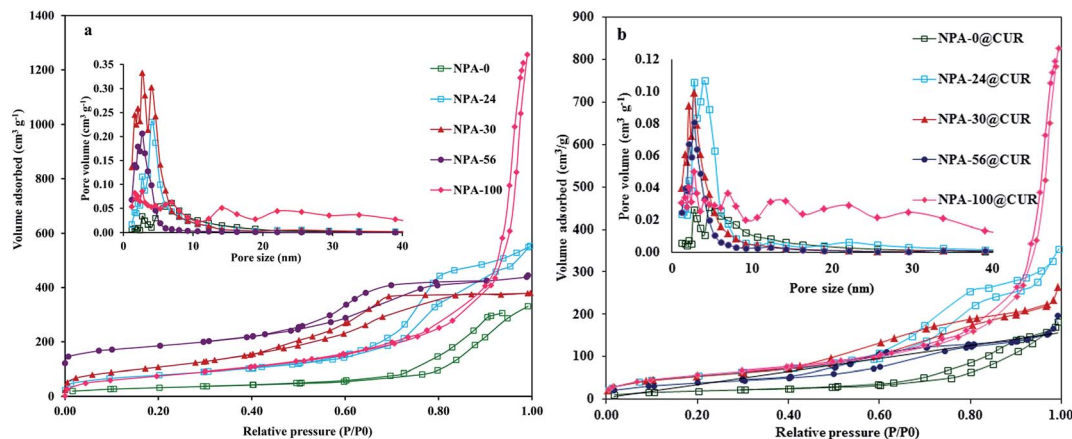 a
1400
1200
1000
800
600
400
200
0
Volume adsorbed (cm³ g⁻¹)
0.00
0.20
0.40
0.60
0.80
1.00
Relative pressure (P/P0)
0.35
0.30
0.25
0.20
0.15
0.10
0.05
0.00
Pore volume (cm³ g⁻¹)
0
10
20
30
40
Pore size (nm)
NPA-0
NPA-24
NPA-30
NPA-56
NPA-100
b
900
800
700
600
500
400
300
200
100
0
Volume adsorbed (cm³/g)
0.00
0.20
0.40
0.60
0.80
1.00
Relative pressure (P/P0)
0.12
0.10
0.08
0.06
0.04
0.02
0.00
Pore volume (cm³ g⁻¹)
0
10
20
30
40
Pore size (nm)
NPA-0@CUR
NPA-24@CUR
NPA-30@CUR
NPA-56@CUR
NPA-100@CUR